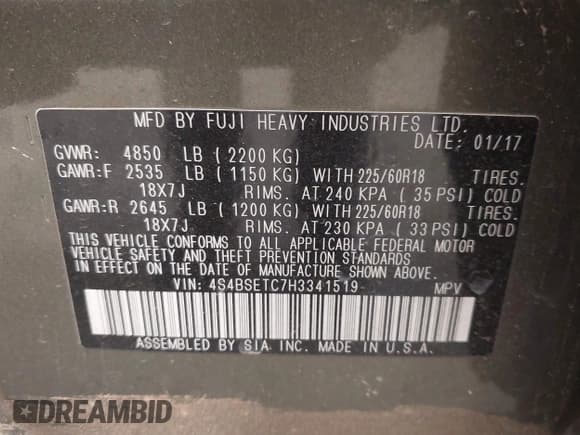 MFD BY FUJI HEAVY INDUSTRIES LTD.
DATE: 01/17
GVWR: 4850 LB ( 2200 KG)
GAWR:F 2535 LB ( 1150 KG) WITH 225/60R18 TIRES.
18X7J RIMS. AT 240 KPA ( 35 PSI) COLD
GAWR:R 2645 LB ( 1200 KG) WITH 225/60R18 TIRES.
18X7J RIMS. AT 230 KPA ( 33 PSI) COLD
THIS VEHICLE CONFORMS TO ALL APPLICABLE FEDERAL MOTOR
VEHICLE SAFETY AND THEFT PREVENTION STANDARDS
IN EFFECT ON THE DATE OF MANUFACTURE SHOWN ABOVE.
VIN: 4S4BSETC7H3341519 MPV
ASSEMBLED BY SIA, INC. MADE IN U.S.A.
DREAMBID